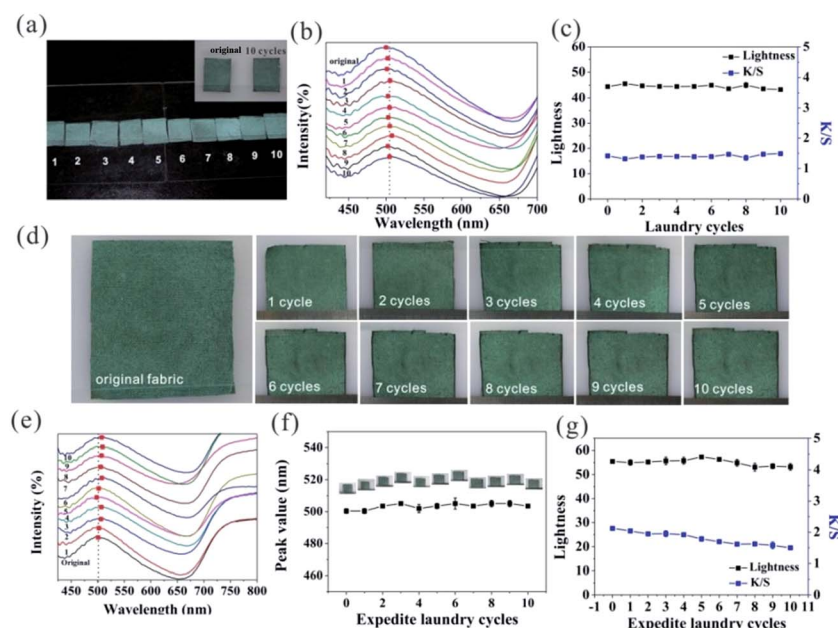 (a)
original 10 cycles
1 2 3 4 5 6 7 8 9 10
(b)
Intensity(%)
original
1
2
3
4
5
6
7
8
9
10
450 500 550 600 650 700
Wavelength (nm)
(c)
Lightness
K/S
60
50
40
30
20
10
0
5
4
3
2
1
0
Lightness
K/S
0 2 4 6 8 10
Laundry cycles
(d)
original fabric
1 cycle
2 cycles
3 cycles
4 cycles
5 cycles
6 cycles
7 cycles
8 cycles
9 cycles
10 cycles
(e)
Intensity (%)
10
9
8
7
6
5
4
3
2
1
Original
450 500 550 600 650 700 750 800
Wavelength (nm)
(f)
Peak value (nm)
540
520
500
480
460
0 2 4 6 8 10
Expedite laundry cycles
(g)
Lightness
60
50
40
30
20
10
0
5
4
3
2
1
0
K/S
Lightness
K/S
-1 0 1 2 3 4 5 6 7 8 9 10 11
Expedite laundry cycles